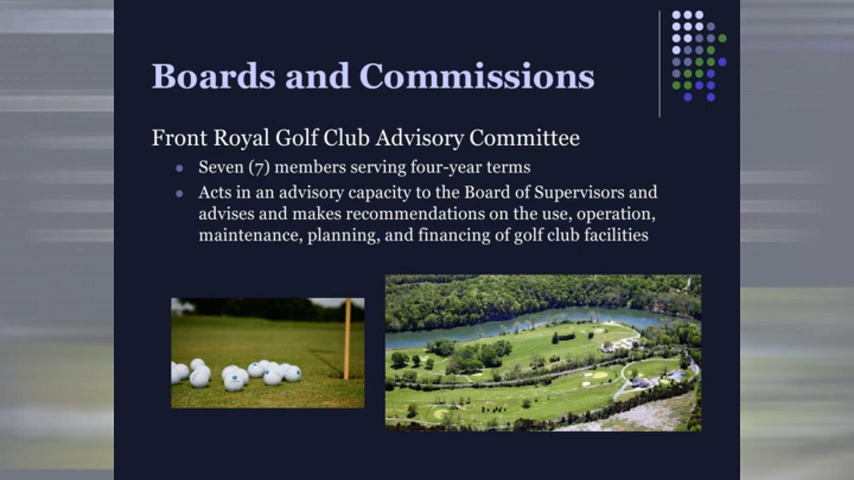 Boards and Commissions
Front Royal Golf Club Advisory Committee
Seven (7) members serving four-year terms
Acts in an advisory capacity to the Board of Supervisors and
advises and makes recommendations on the use, operation,
maintenance, planning, and financing of golf club facilities